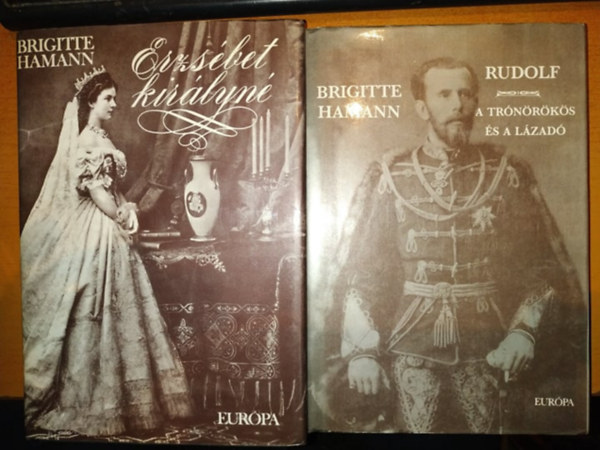 BRIGITTE
HAMANN
Erzsébet
királyné
EURÓPA
BRIGITTE
HAMANN
RUDOLF
A TRÓNÖRÖKÖS
ÉS A LÁZADÓ
EURÓPA